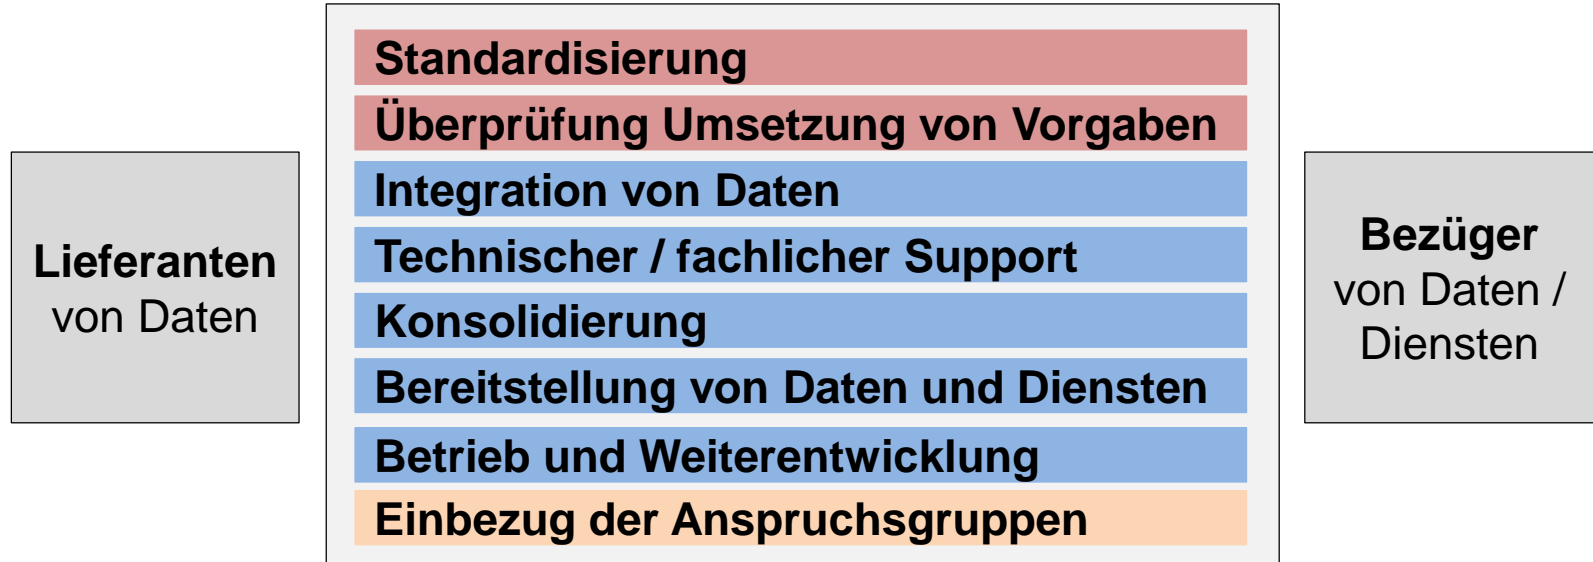 Lieferanten
von Daten
Standardisierung
Überprüfung Umsetzung von Vorgaben
Integration von Daten
Technischer / fachlicher Support
Konsolidierung
Bereitstellung von Daten und Diensten
Betrieb und Weiterentwicklung
Einbezug der Anspruchsgruppen
Bezüger
von Daten /
Diensten